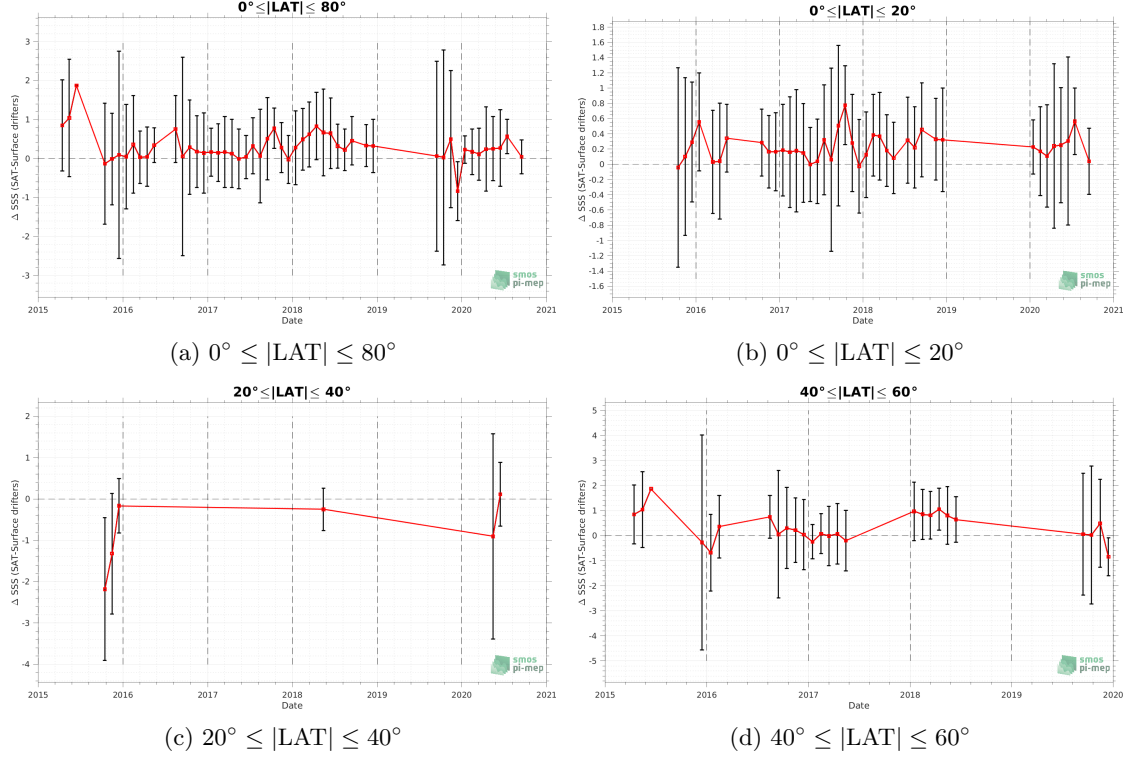 0°≤|LAT|≤ 80°
Δ SSS (SAT-Surface drifters)
3
2
1
0
-1
-2
-3
2015 2016 2017 2018 2019 2020 2021
Date
smos
pi-mep
(a) 0° ≤ |LAT| ≤ 80°
0°≤|LAT|≤ 20°
Δ SSS (SAT-Surface drifters)
1.8
1.6
1.4
1.2
1
0.8
0.6
0.4
0.2
0
-0.2
-0.4
-0.6
-0.8
-1
-1.2
-1.4
-1.6
2015 2016 2017 2018 2019 2020 2021
Date
smos
pi-mep
(b) 0° ≤ |LAT| ≤ 20°
20°≤|LAT|≤ 40°
Δ SSS (SAT-Surface drifters)
2
1
0
-1
-2
-3
-4
2015 2016 2017 2018 2019 2020 2021
Date
smos
pi-mep
(c) 20° ≤ |LAT| ≤ 40°
40°≤|LAT|≤ 60°
Δ SSS (SAT-Surface drifters)
5
4
3
2
1
0
-1
-2
-3
-4
-5
2015 2016 2017 2018 2019 2020
Date
smos
pi-mep
(d) 40° ≤ |LAT| ≤ 60°